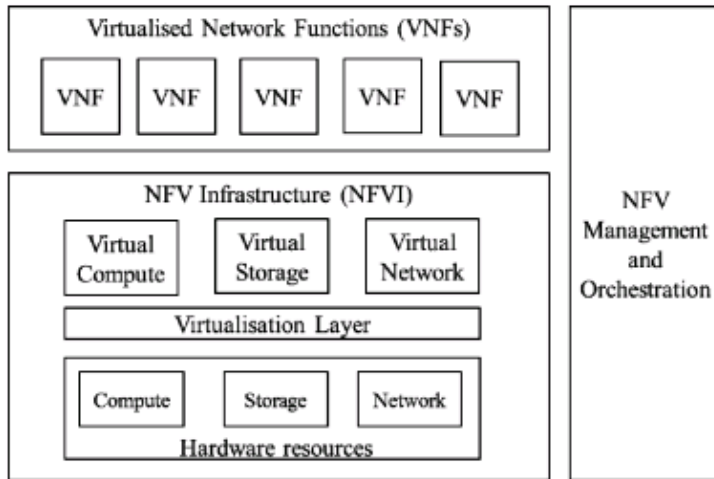 Virtualised Network Functions (VNFs)
VNF VNF VNF VNF VNF
NFV Infrastructure (NFVI)
Virtual
Compute
Virtual
Storage
Virtual
Network
Virtualisation Layer
Compute Storage Network
Hardware resources
NFV
Management
and
Orchestration